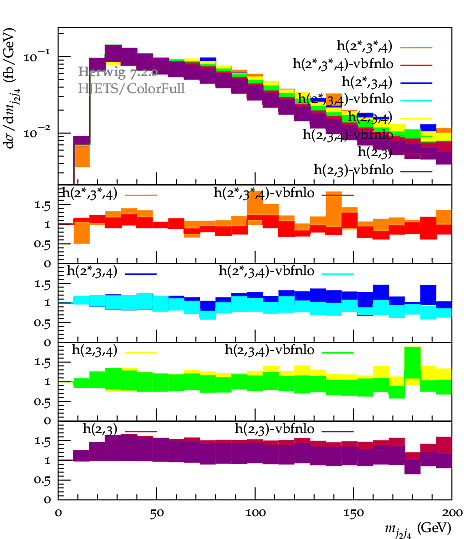 dσ/dm_{j2j4} (fb/GeV)
10^{-1}
10^{-2}
Herwig 7.2.0
HJETS/ColorFull
h(2*,3*,4)
h(2*,3*,4)-vbfnlo
h(2*,3,4)
h(2*,3,4)-vbfnlo
h(2,3,4)
h(2,3,4)-vbfnlo
h(2,3)
h(2,3)-vbfnlo
h(2*,3*,4) h(2*,3*,4)-vbfnlo
1.5
1
0.5
0
h(2*,3,4) h(2*,3,4)-vbfnlo
1.5
1
0.5
0
h(2,3,4) h(2,3,4)-vbfnlo
1.5
1
0.5
0
h(2,3) h(2,3)-vbfnlo
1.5
1
0.5
0
0 50 100 150 200
m_{j2j4} (GeV)